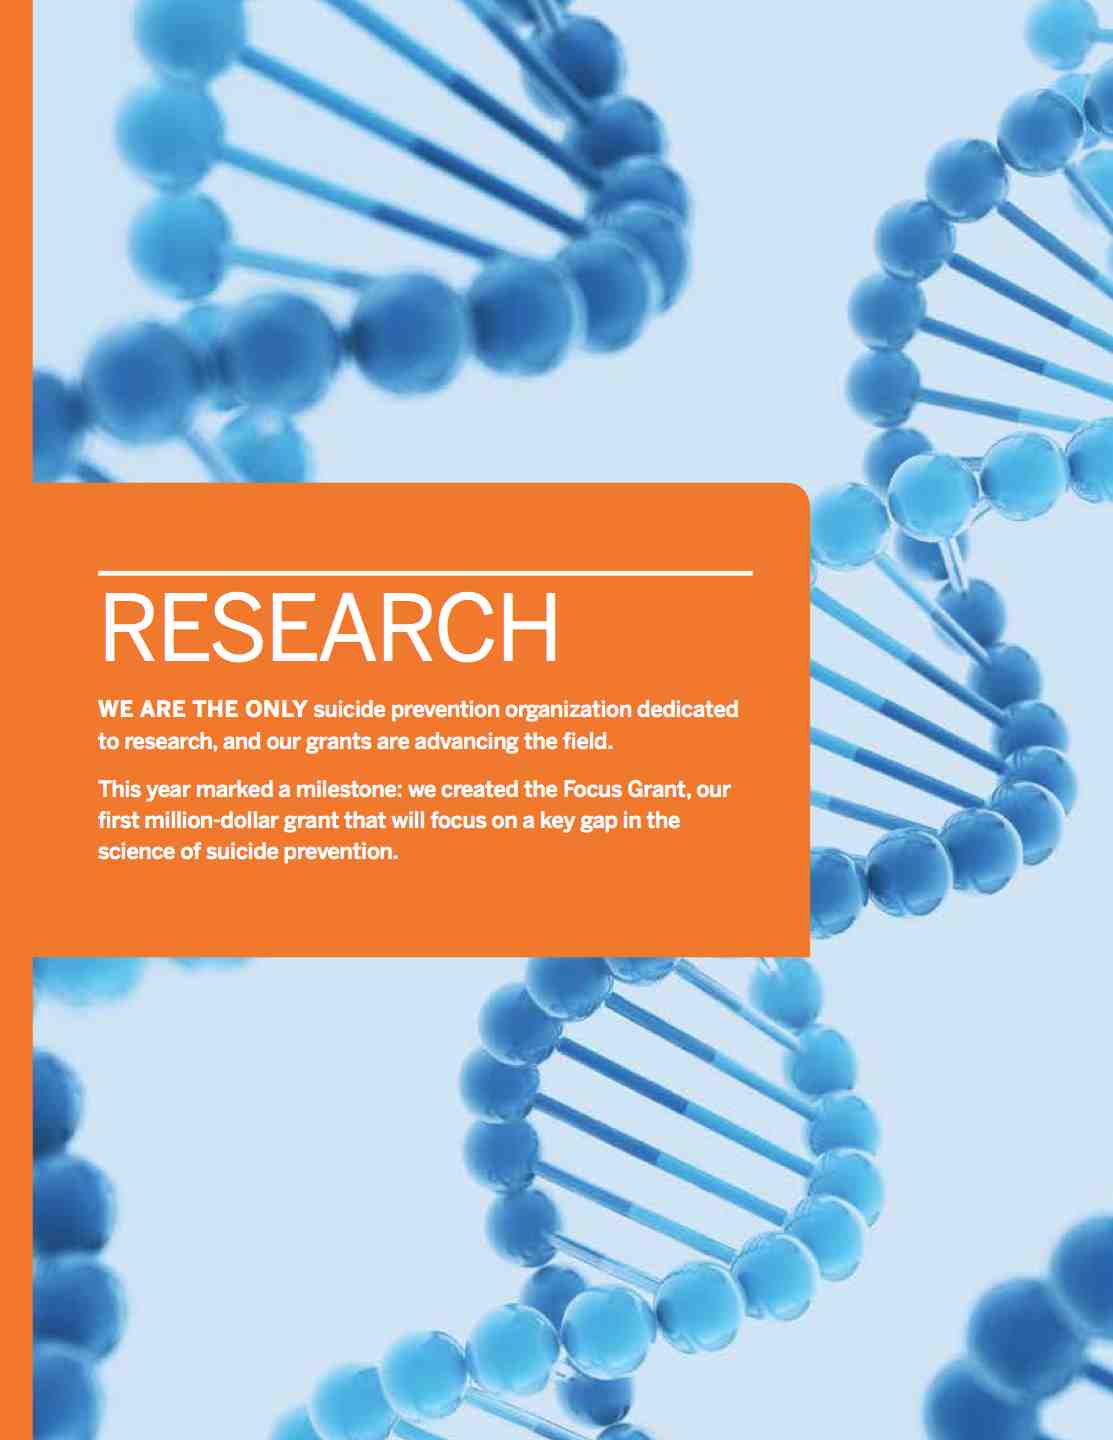 RESEARCH
WE ARE THE ONLY suicide prevention organization dedicated
to research, and our grants are advancing the field.
This year marked a milestone: we created the Focus Grant, our
first million-dollar grant that will focus on a key gap in the
science of suicide prevention.